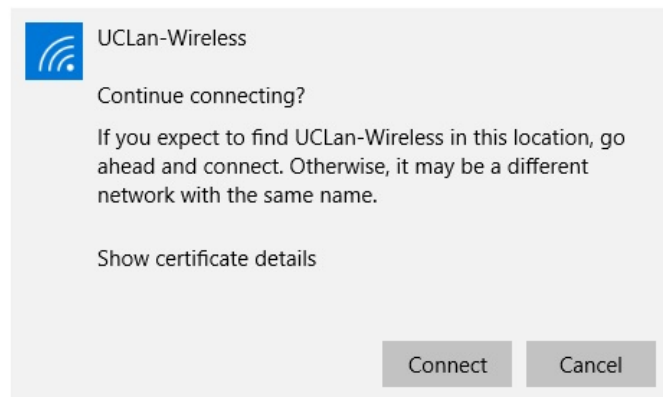 UCLan-Wireless
Continue connecting?
If you expect to find UCLan-Wireless in this location, go
ahead and connect. Otherwise, it may be a different
network with the same name.
Show certificate details
Connect Cancel